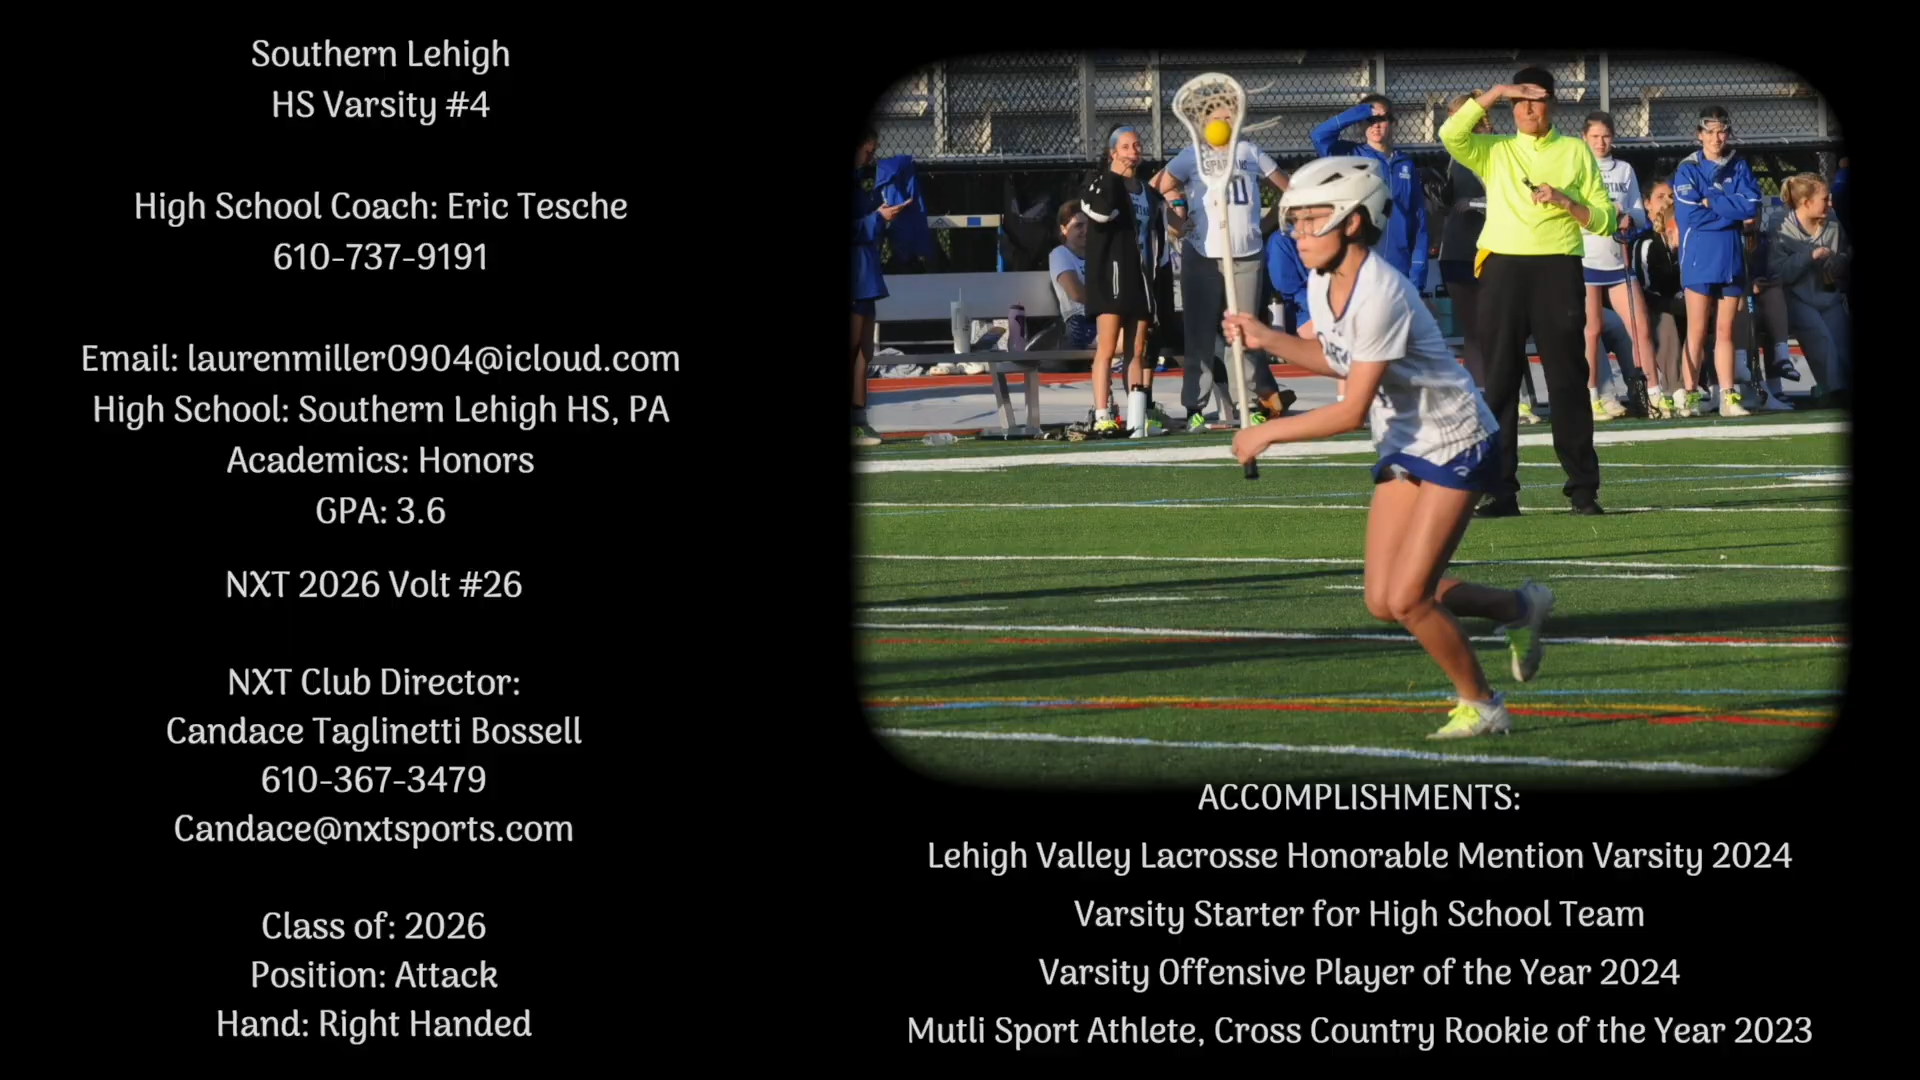 Southern Lehigh
HS Varsity #4
High School Coach: Eric Tesche
610-737-9191
Email: laurenmiller0904@icloud.com
High School: Southern Lehigh HS, PA
Academics: Honors
GPA: 3.6
NXT 2026 Volt #26
NXT Club Director:
Candace Taglinetti Bossell
610-367-3479
Candace@nxtsports.com
Class of: 2026
Position: Attack
Hand: Right Handed
SPARTANS
ACCOMPLISHMENTS:
Lehigh Valley Lacrosse Honorable Mention Varsity 2024
Varsity Starter for High School Team
Varsity Offensive Player of the Year 2024
Mutli Sport Athlete, Cross Country Rookie of the Year 2023